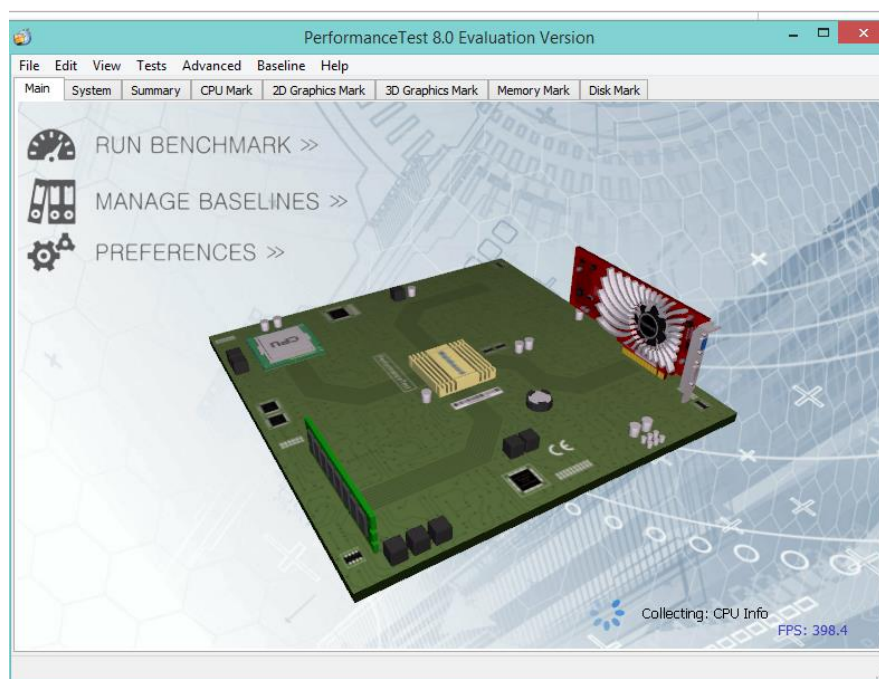 PerformanceTest 8.0 Evaluation Version
File Edit View Tests Advanced Baseline Help
Main System Summary CPU Mark 2D Graphics Mark 3D Graphics Mark Memory Mark Disk Mark
RUN BENCHMARK >>
MANAGE BASELINES >>
PREFERENCES >>
CPU
CE
Collecting: CPU Info
FPS: 398.4